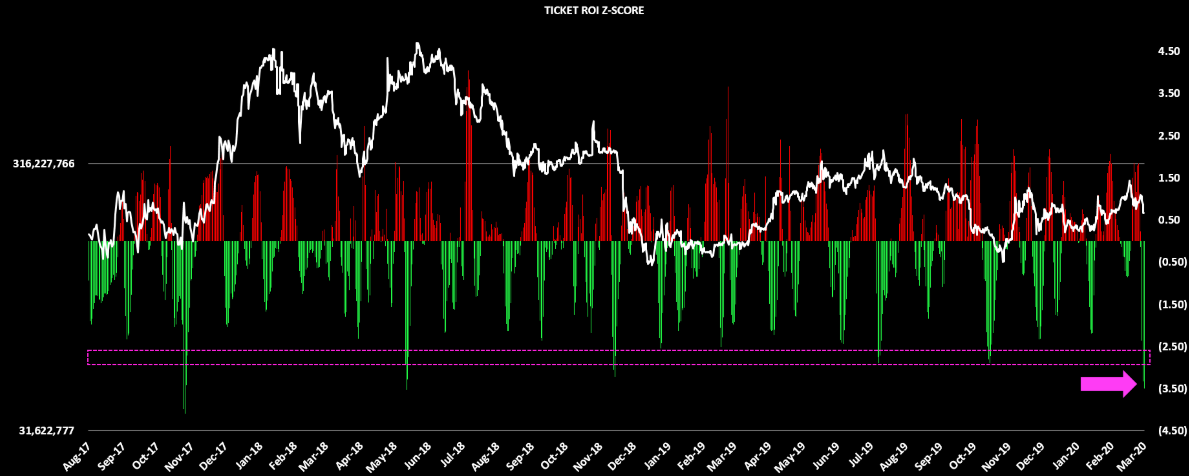 TICKET ROI Z-SCORE
4.50
3.50
2.50
316,227,766
1.50
0.50
(0.50)
(1.50)
(2.50)
(3.50)
31,622,777
(4.50)
Aug-17
Sep-17
Oct-17
Nov-17
Dec-17
Jan-18
Feb-18
Mar-18
Apr-18
May-18
Jun-18
Jul-18
Aug-18
Sep-18
Oct-18
Nov-18
Dec-18
Jan-19
Feb-19
Mar-19
Apr-19
May-19
Jun-19
Jul-19
Aug-19
Sep-19
Oct-19
Nov-19
Dec-19
Jan-20
Feb-20
Mar-20